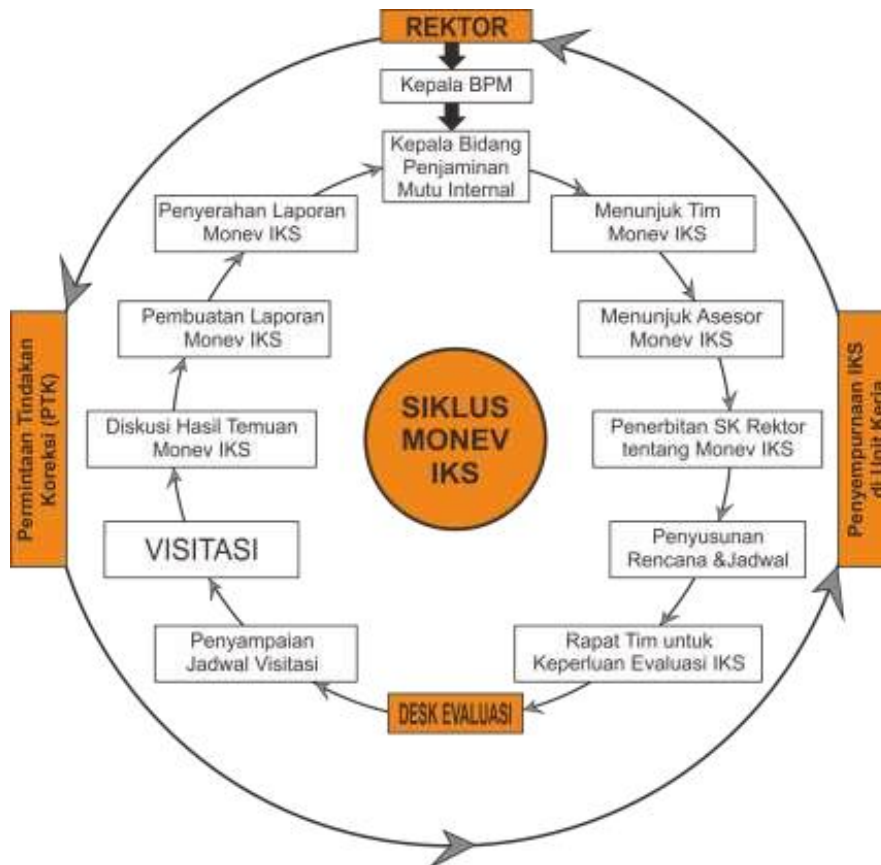 REKTOR
Kepala BPM
Kepala Bidang
Penjaminan
Mutu Internal
Menunjuk Tim
Monev IKS
Menunjuk Asesor
Monev IKS
Penerbitan SK Rektor
tentang Monev IKS
Penyusunan
Rencana &Jadwal
Rapat Tim untuk
Keperluan Evaluasi IKS
DESK EVALUASI
Penyampaian
Jadwal Visitasi
VISITASI
Diskusi Hasil Temuan
Monev IKS
Pembuatan Laporan
Monev IKS
Penyerahan Laporan
Monev IKS
SIKLUS
MONEV
IKS
Permintaan Tindakan
Koreksi (PTK)
Penyempurnaan IKS
di Unit Kerja